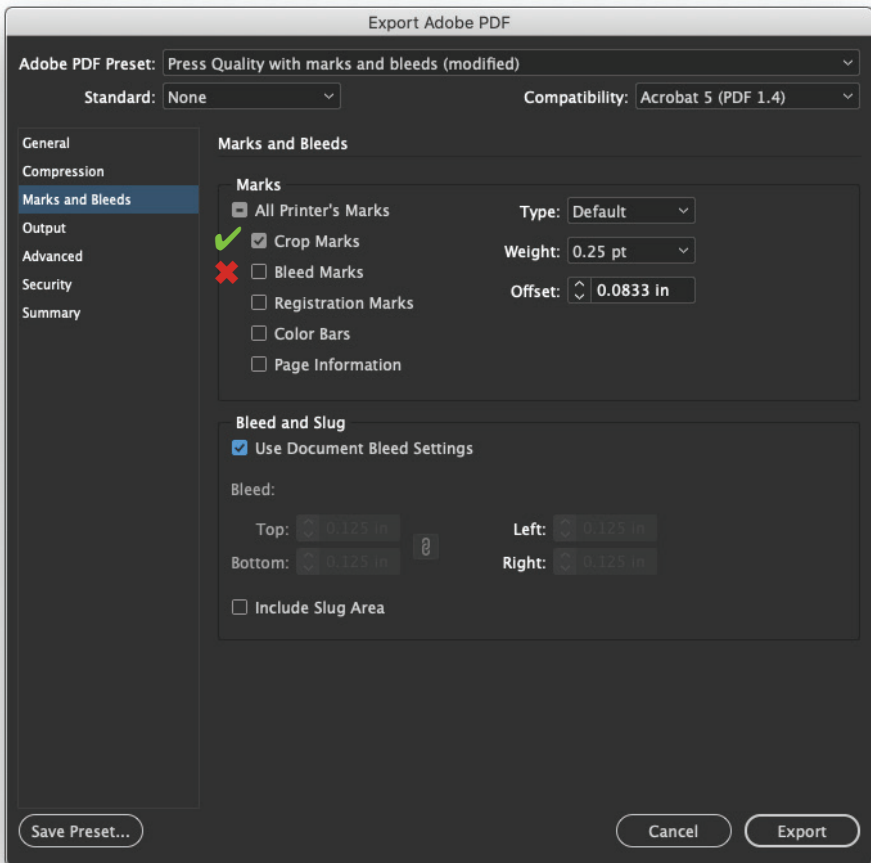 Export Adobe PDF
Adobe PDF Preset: Press Quality with marks and bleeds (modified)
Standard: None Compatibility: Acrobat 5 (PDF 1.4)
General
Compression
Marks and Bleeds
Output
Advanced
Security
Summary
Marks and Bleeds
Marks
All Printer's Marks Type: Default
Crop Marks Weight: 0.25 pt
Bleed Marks Offset: 0.0833 in
Registration Marks
Color Bars
Page Information
Bleed and Slug
Use Document Bleed Settings
Bleed:
Top: 0.125 in Left: 0.125 in
Bottom: 0.125 in Right: 0.125 in
Include Slug Area
Save Preset... Cancel Export